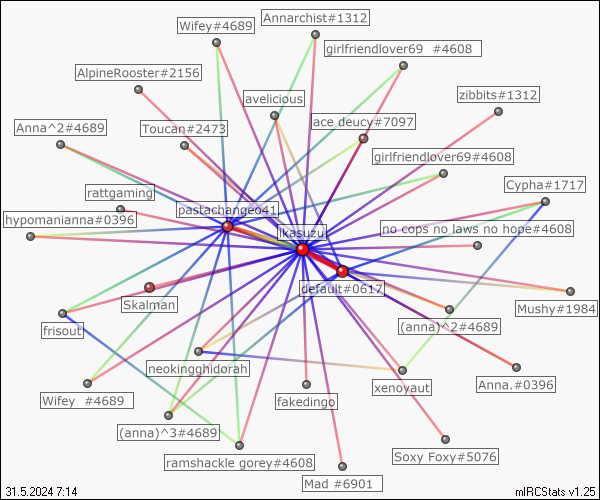 Annarchist#1312
Wifey#4689
girlfriendlover69   #4608
AlpineRooster#2156
avelicious
zibbits#1312
Anna^2#4689
Toucan#2473
ace deucy#7097
girlfriendlover69#4608
Cypha#1717
rattgaming
pastachangeo41
hypomanianna#0396
ikasuzu
no cops no laws no hope#4608
Skalman
default#0617
Mushy#1984
frisout
(anna)^2#4689
neokingghidorah
xenoyaut
Anna.#0396
Wifey   #4689
fakedingo
(anna)^3#4689
ramshackle gorey#4608
Soxy Foxy#5076
Mad #6901
31.5.2024 7:14
mIRCStats v1.25